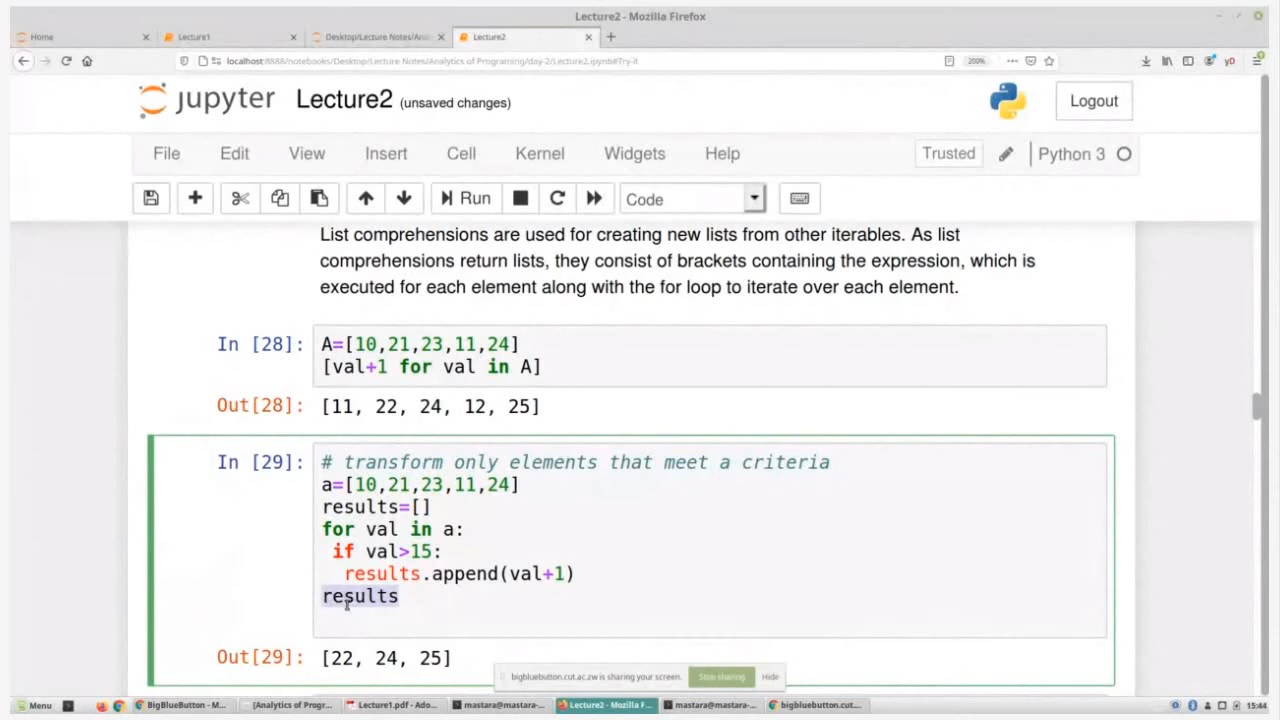 Lecture2 - Mozilla Firefox
Home
Lecture1
Desktop/Lecture Notes/Ana
Lecture2
localhost:8888/notebooks/Desktop/Lecture Notes/Analytics of Programing/day-2/Lecture2.ipynb#Try-it
200%
jupyter Lecture2 (unsaved changes)
Logout
File Edit View Insert Cell Kernel Widgets Help
Trusted
Python 3
Run
Code
List comprehensions are used for creating new lists from other iterables. As list
comprehensions return lists, they consist of brackets containing the expression, which is
executed for each element along with the for loop to iterate over each element.
In [28]: A=[10,21,23,11,24]
[val+1 for val in A]
Out[28]: [11, 22, 24, 12, 25]
In [29]: # transform only elements that meet a criteria
a=[10,21,23,11,24]
results=[]
for val in a:
if val>15:
results.append(val+1)
results
Out[29]: [22, 24, 25]
bigbluebutton.cut.ac.zw is sharing your screen. Stop sharing Hide
Menu
BigBlueButton - M...
[Analytics of Progr...
Lecture1.pdf - Ado...
mastara@mastara-...
Lecture2 - Mozilla F...
mastara@mastara-...
bigbluebutton.cut....
15:44